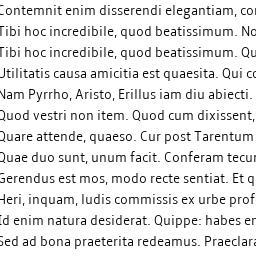 Contemnit enim disserendi elegantiam, con
Tibi hoc incredibile, quod beatissimum. No
Tibi hoc incredibile, quod beatissimum. Qu
Utilitatis causa amicitia est quaesita. Qui co
Nam Pyrrho, Aristo, Erillus iam diu abiecti.
Quod vestri non item. Quod cum dixissent,
Quare attende, quaeso. Cur post Tarentum
Quae duo sunt, unum facit. Conferam tecum
Gerendus est mos, modo recte sentiat. Et q
Heri, inquam, ludis commissis ex urbe prof
Id enim natura desiderat. Quippe: habes en
Sed ad bona praeterita redeamus. Praeclara